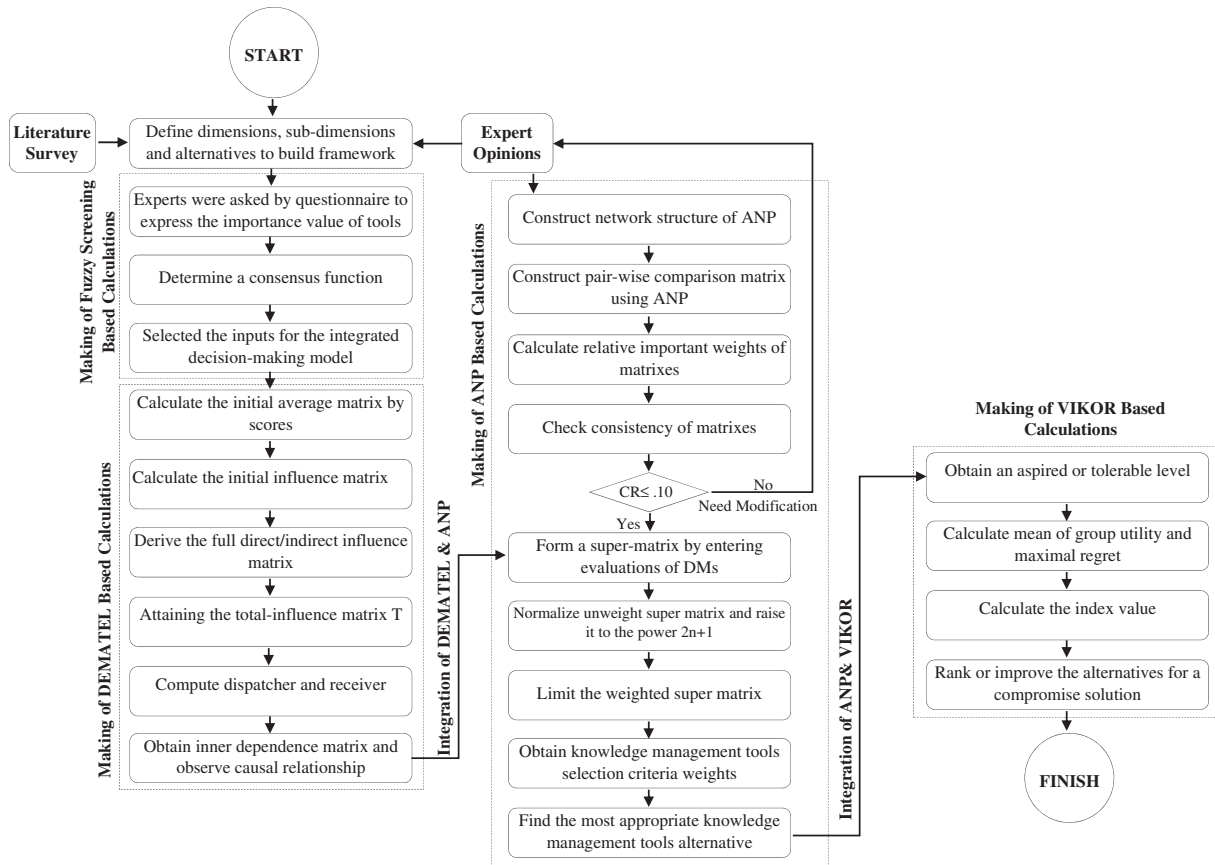 START
Literature
Survey
Define dimensions, sub-dimensions
and alternatives to build framework
Expert
Opinions
Making of Fuzzy Screening
Based Calculations
Experts were asked by questionnaire to
express the importance value of tools
Determine a consensus function
Selected the inputs for the integrated
decision-making model
Making of DEMATEL Based Calculations
Calculate the initial average matrix by
scores
Calculate the initial influence matrix
Derive the full direct/indirect influence
matrix
Attaining the total-influence matrix T
Compute dispatcher and receiver
Obtain inner dependence matrix and
observe causal relationship
Integration of DEMATEL & ANP
Making of ANP Based Calculations
Construct network structure of ANP
Construct pair-wise comparison matrix
using ANP
Calculate relative important weights of
matrixes
Check consistency of matrixes
CR≤ .10
No
Need Modification
Yes
Form a super-matrix by entering
evaluations of DMs
Normalize unweight super matrix and raise
it to the power 2n+1
Limit the weighted super matrix
Obtain knowledge management tools
selection criteria weights
Find the most appropriate knowledge
management tools alternative
Integration of ANP& VIKOR
Making of VIKOR Based
Calculations
Obtain an aspired or tolerable level
Calculate mean of group utility and
maximal regret
Calculate the index value
Rank or improve the alternatives for a
compromise solution
FINISH